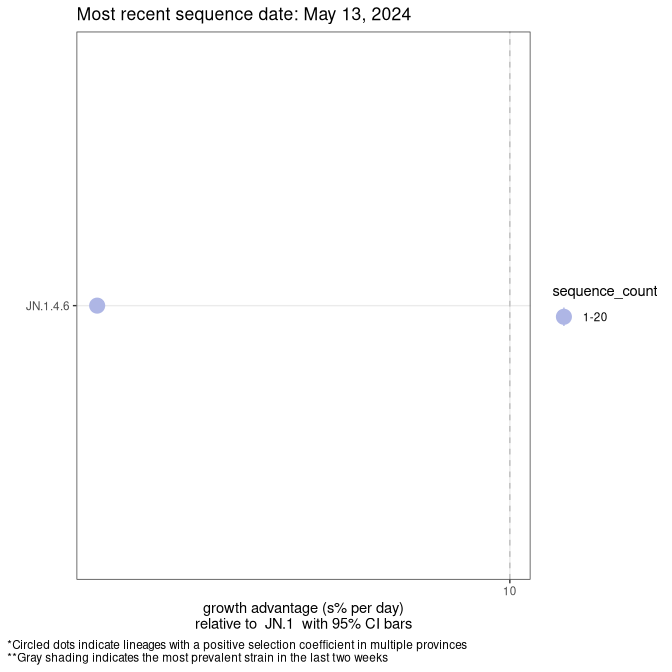 Most recent sequence date: May 13, 2024
JN.1.4.6
sequence_count
1-20
10
growth advantage (s% per day)
relative to  JN.1  with 95% CI bars
*Circled dots indicate lineages with a positive selection coefficient in multiple provinces
**Gray shading indicates the most prevalent strain in the last two weeks